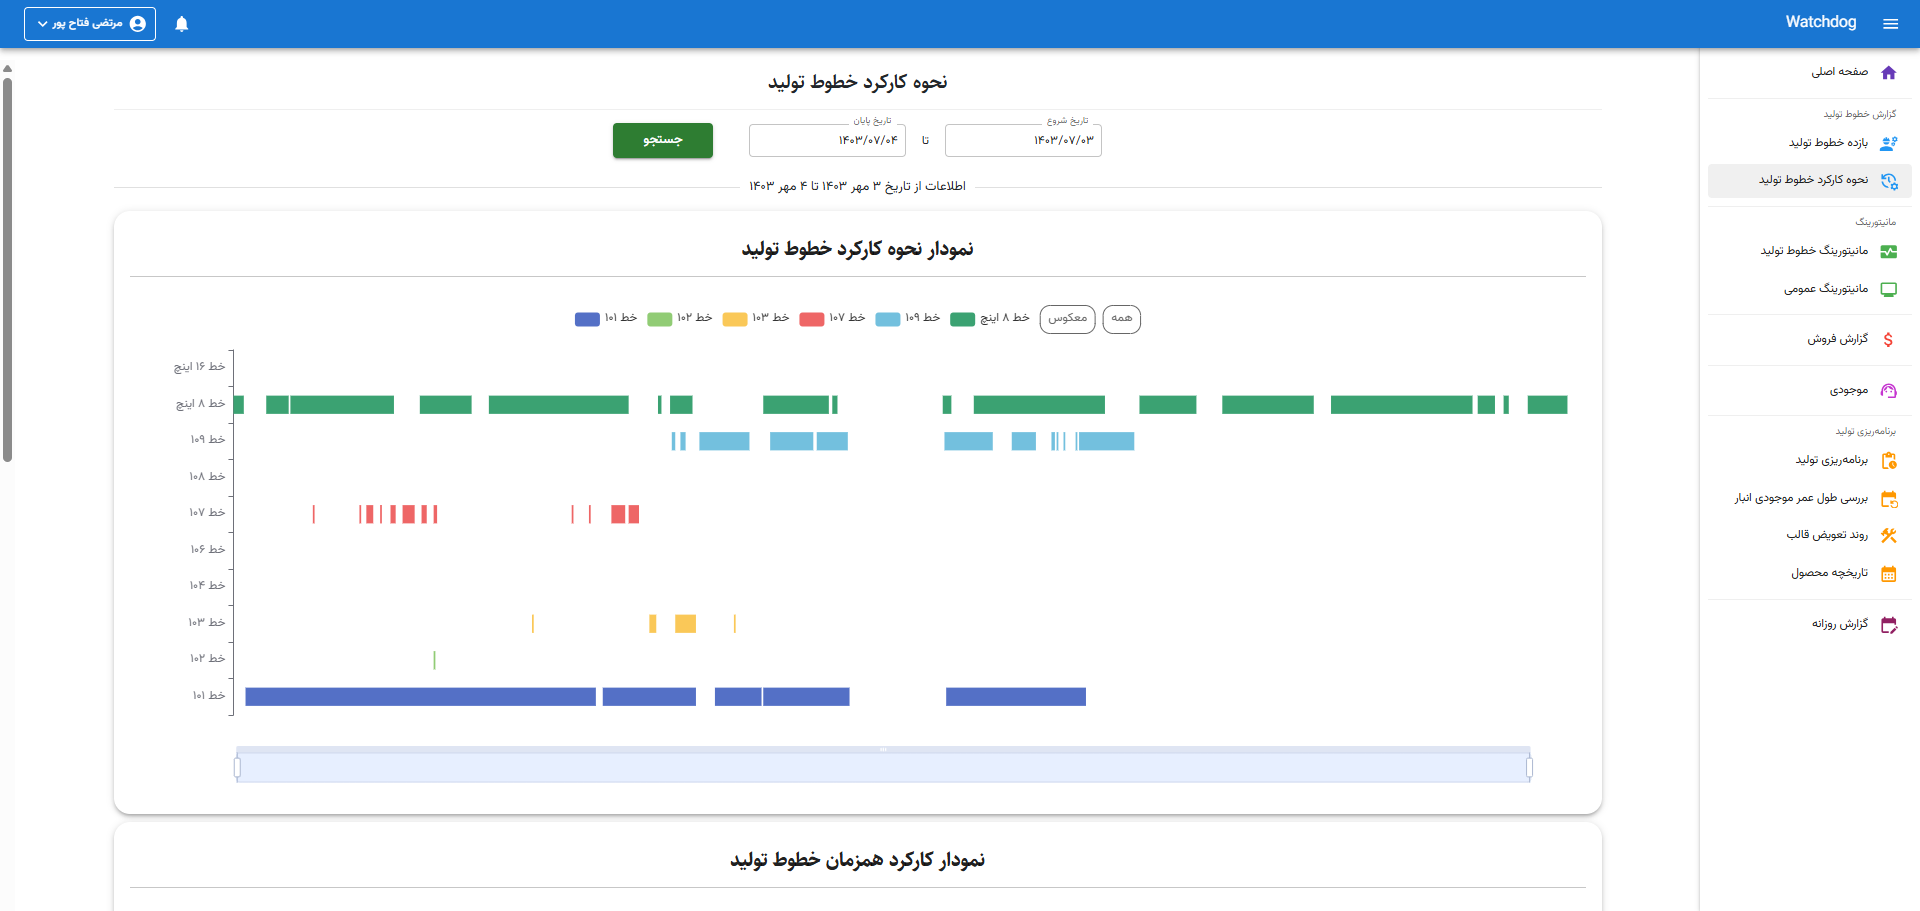 Watchdog
مرتضی فتاح پور
صفحه اصلی
گزارش خطوط تولید
بازده خطوط تولید
نحوه کارکرد خطوط تولید
مانیتورینگ
مانیتورینگ خطوط تولید
مانیتورینگ عمومی
گزارش فروش
موجودی
برنامه‌ریزی تولید
برنامه‌ریزی تولید
بررسی طول عمر موجودی انبار
روند تعویض قالب
تاریخچه محصول
گزارش روزانه
نحوه کارکرد خطوط تولید
تاریخ شروع
۱۴۰۳/۰۷/۰۳
تا
تاریخ پایان
۱۴۰۳/۰۷/۰۴
جستجو
اطلاعات از تاریخ ۳ مهر ۱۴۰۳ تا ۴ مهر ۱۴۰۳
نمودار نحوه کارکرد خطوط تولید
همه
معکوس
خط ۸ اینچ
خط ۱۰۹
خط ۱۰۷
خط ۱۰۳
خط ۱۰۲
خط ۱۰۱
خط ۱۶ اینچ
خط ۸ اینچ
خط ۱۰۹
خط ۱۰۸
خط ۱۰۷
خط ۱۰۶
خط ۱۰۴
خط ۱۰۳
خط ۱۰۲
خط ۱۰۱
نمودار کارکرد همزمان خطوط تولید